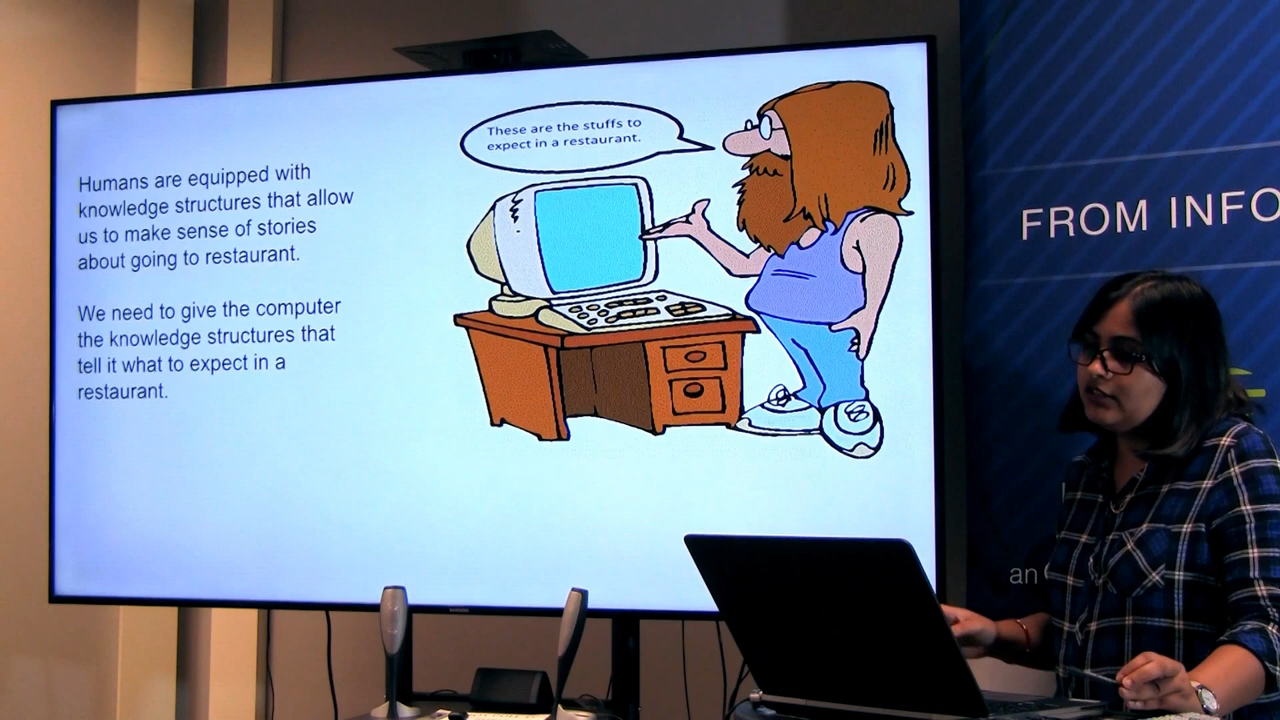 Humans are equipped with
knowledge structures that allow
us to make sense of stories
about going to restaurant.
We need to give the computer
the knowledge structures that
tell it what to expect in a
restaurant.
These are the stuffs to
expect in a restaurant.
FROM INFO
an
SAMSUNG